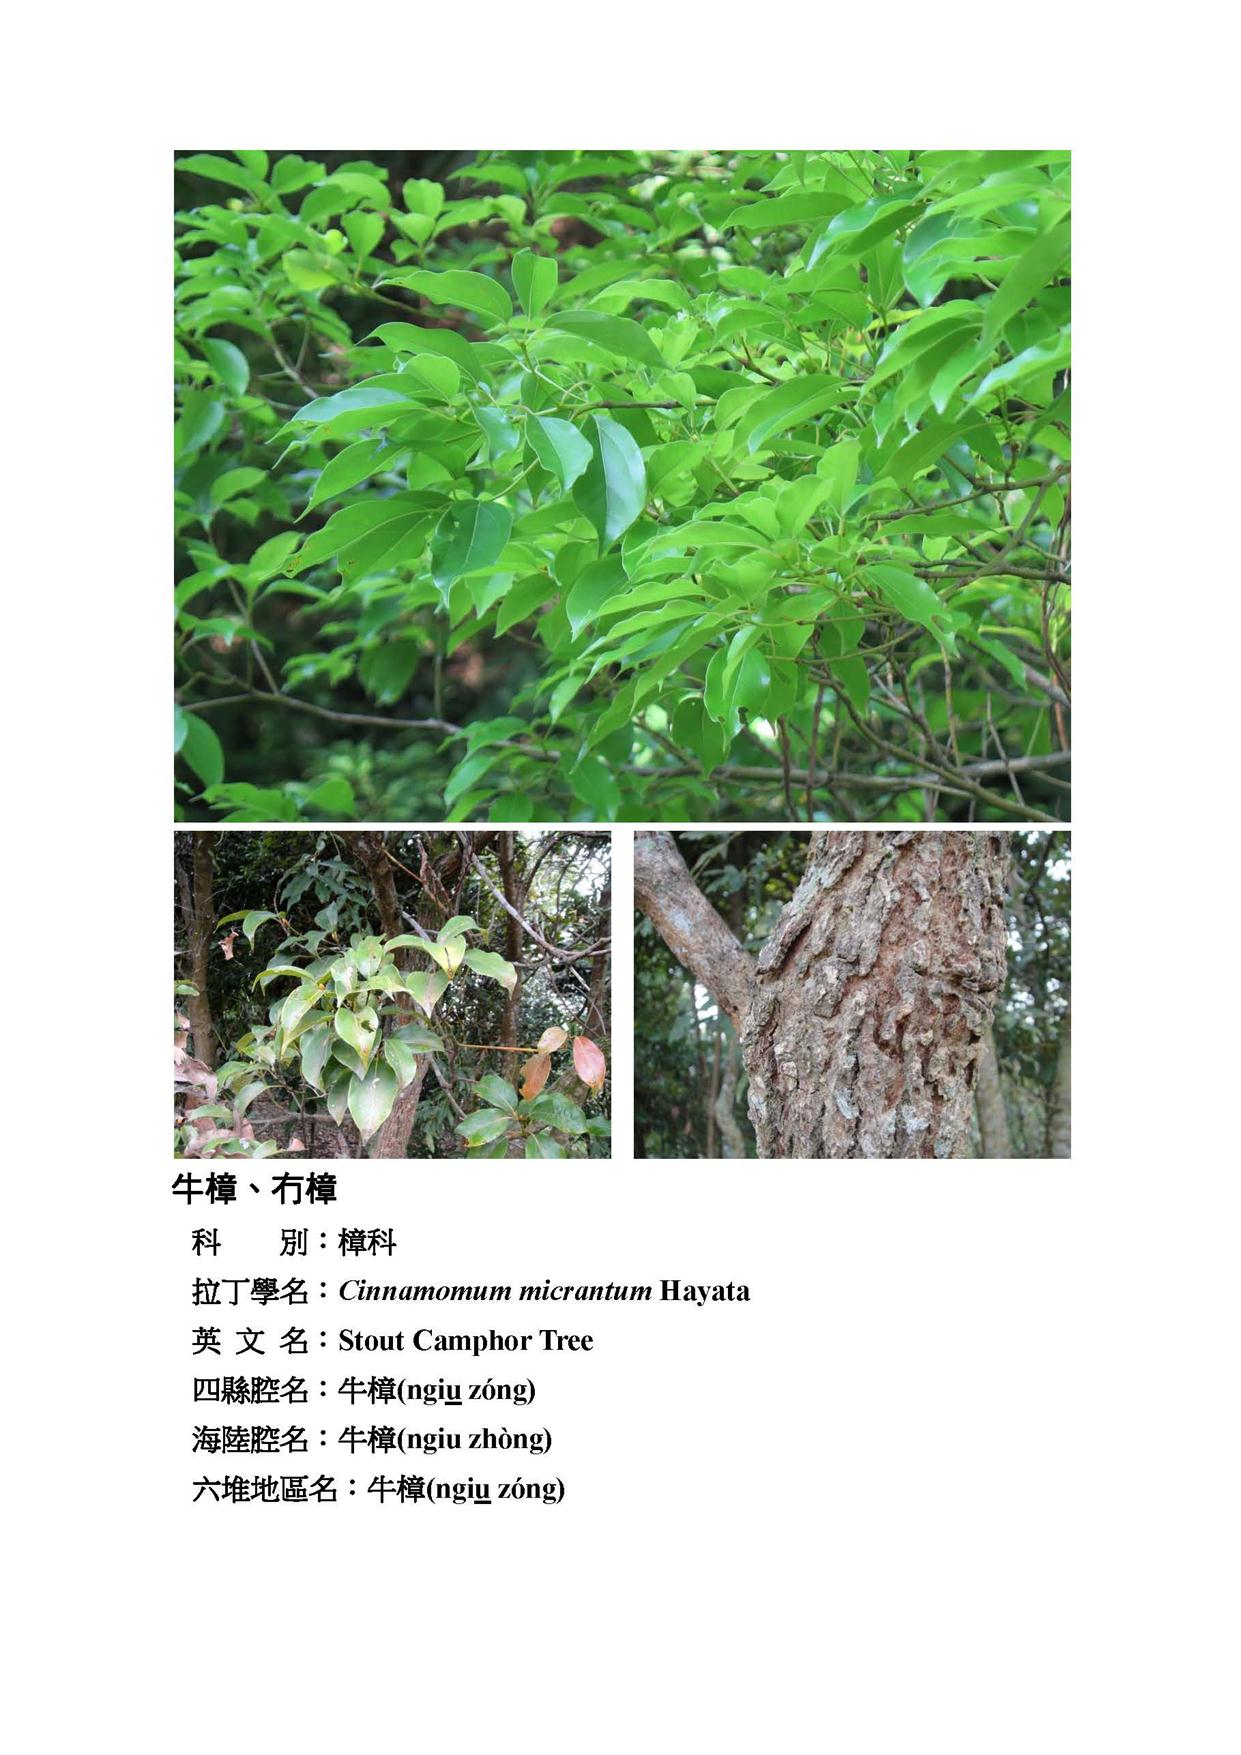 牛樟、冇樟
科　　別：樟科
拉丁學名：Cinnamomum micrantum Hayata
英 文 名：Stout Camphor Tree
四縣腔名：牛樟(ngiu zóng)
海陸腔名：牛樟(ngiu zhòng)
六堆地區名：牛樟(ngiu zóng)